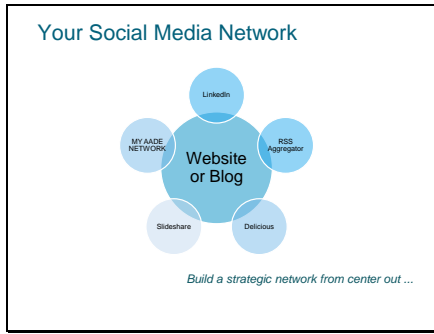 Your Social Media Network
LinkedIn
MY AADE
NETWORK
RSS
Aggregator
Website
or Blog
Slideshare
Delicious
Build a strategic network from center out ...